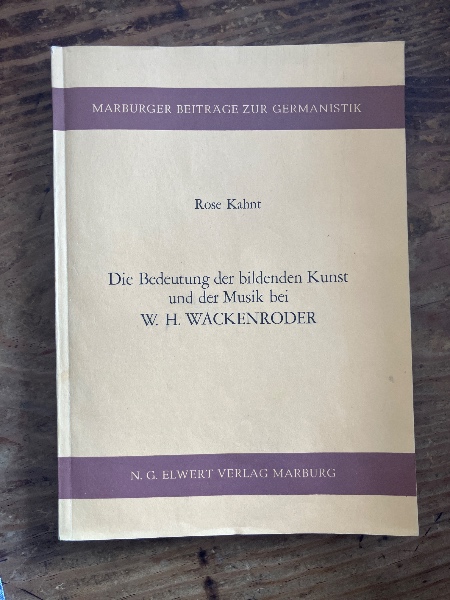 MARBURGER BEITRÄGE ZUR GERMANISTIK
Rose Kahnt
Die Bedeutung der bildenden Kunst
und der Musik bei
W. H. WACKENRODER
N. G. ELWERT VERLAG MARBURG